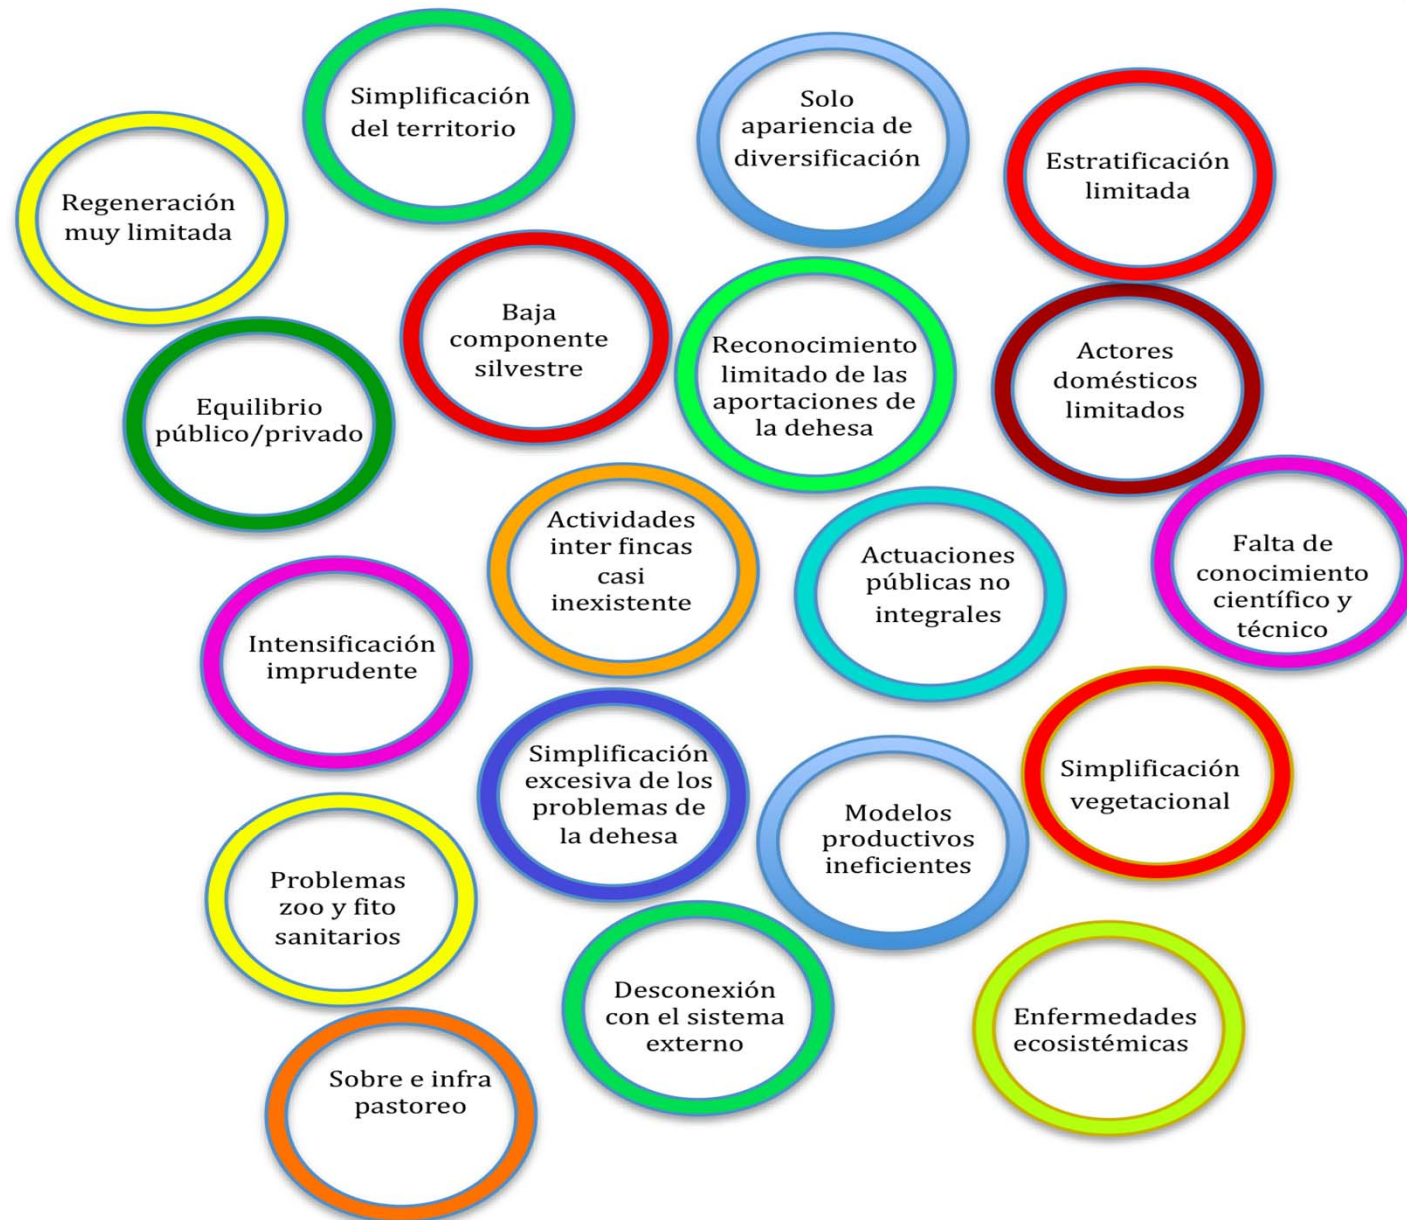 Simplificación
del territorio
Solo
apariencia de
diversificación
Estratificación
limitada
Regeneración
muy limitada
Baja
componente
silvestre
Reconocimiento
limitado de las
aportaciones de
la dehesa
Actores
domésticos
limitados
Equilibrio
público/privado
Actividades
inter fincas
casi
inexistente
Actuaciones
públicas no
integrales
Falta de
conocimiento
científico y
técnico
Intensificación
imprudente
Simplificación
excesiva de los
problemas de
la dehesa
Modelos
productivos
ineficientes
Simplificación
vegetacional
Problemas
zoo y fito
sanitarios
Desconexión
con el sistema
externo
Enfermedades
ecosistémicas
Sobre e infra
pastoreo